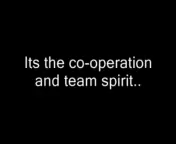 Its the co-operation
and team spirit..